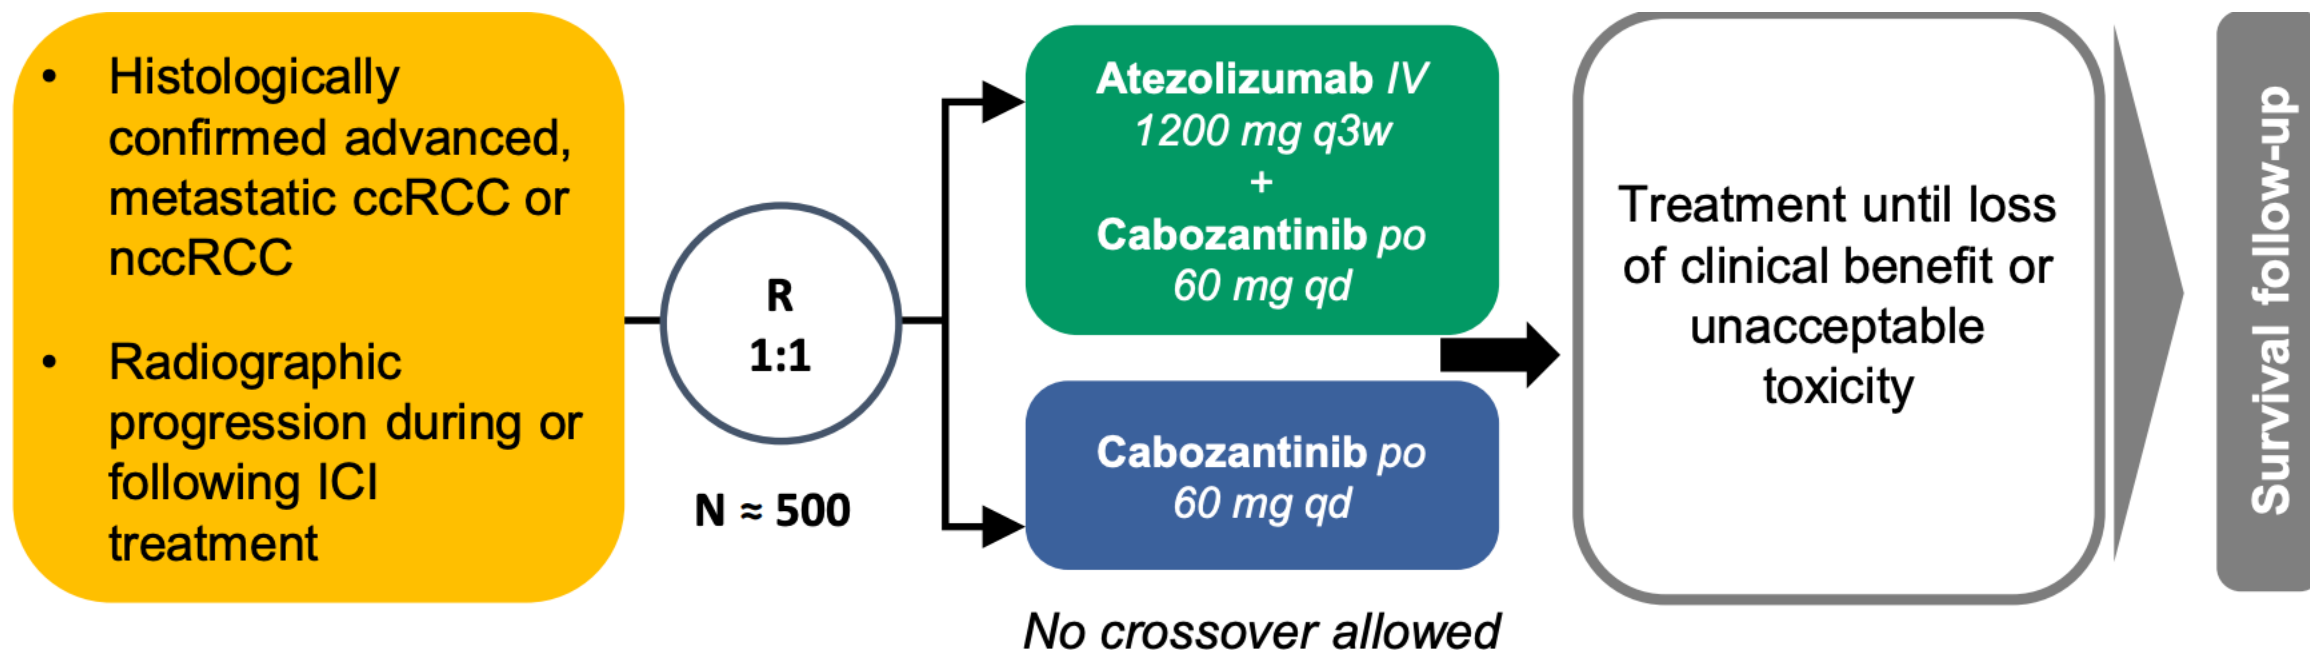 • Histologically
confirmed advanced,
metastatic ccRCC or
nccRCC
• Radiographic
progression during or
following ICI
treatment
R
1:1
N ≈ 500
Atezolizumab IV
1200 mg q3w
+
Cabozantinib po
60 mg qd
Cabozantinib po
60 mg qd
No crossover allowed
Treatment until loss
of clinical benefit or
unacceptable
toxicity
Survival follow-up